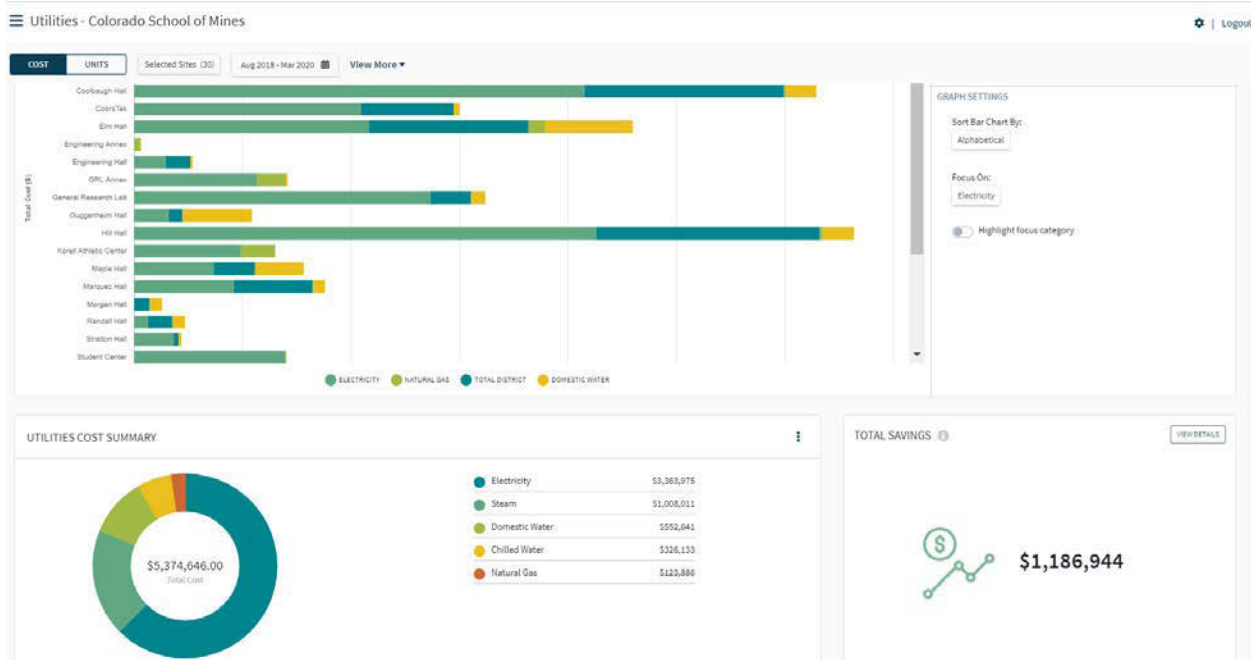 Utilities - Colorado School of Mines
| Logout
COST
UNITS
Selected Sites (30)
Aug 2018 - Mar 2020
View More
Total Cost ($)
Coolbaugh Hall
CoorsTek
Elm Hall
Engineering Annex
Engineering Hall
GRL Annex
General Research Lab
Guggenheim Hall
Hill Hall
Korell Athletic Center
Maple Hall
Marquez Hall
Morgan Hall
Randall Hall
Stratton Hall
Student Center
ELECTRICITY
NATURAL GAS
TOTAL DISTRICT
DOMESTIC WATER
GRAPH SETTINGS
Sort Bar Chart By:
Alphabetical
Focus On:
Electricity
Highlight focus category
UTILITIES COST SUMMARY
$5,374,646.00
Total Cost
Electricity $3,363,975
Steam $1,008,011
Domestic Water $552,641
Chilled Water $326,133
Natural Gas $123,886
TOTAL SAVINGS
VIEW DETAILS
$
$1,186,944